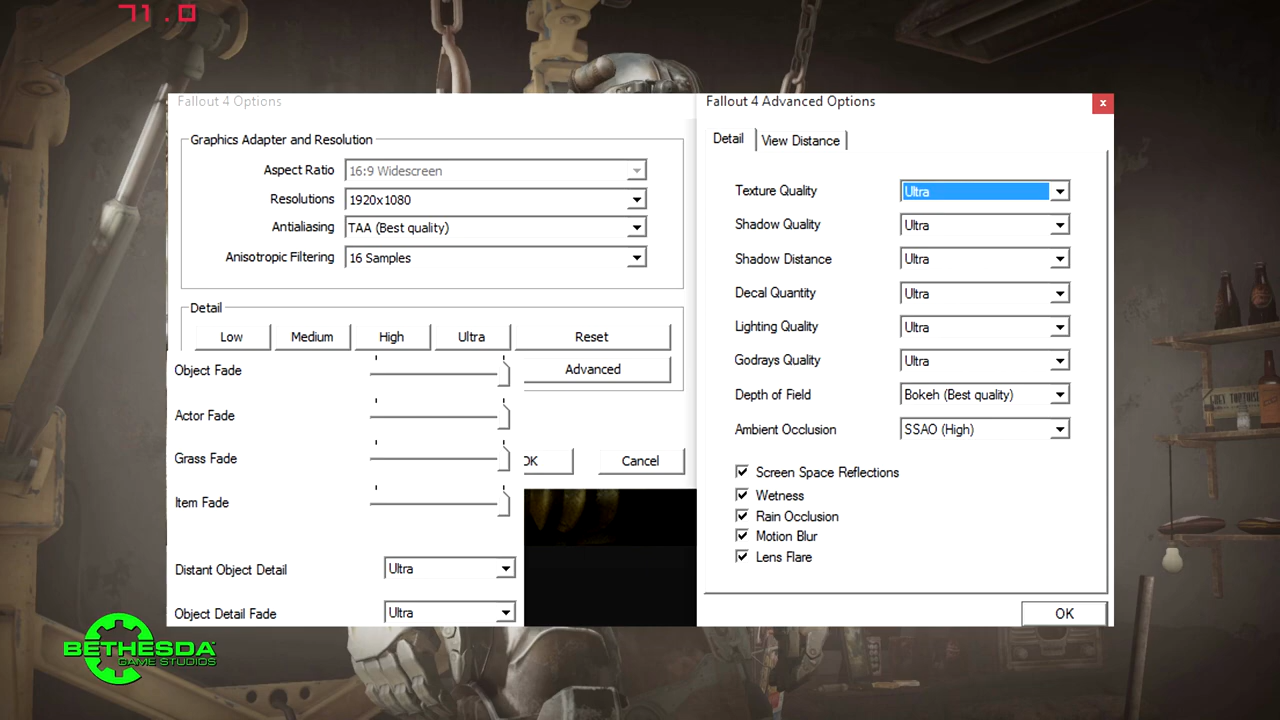 71.0
Fallout 4 Options
Graphics Adapter and Resolution
Aspect Ratio 16:9 Widescreen
Resolutions 1920x1080
Antialiasing TAA (Best quality)
Anisotropic Filtering 16 Samples
Detail
Low Medium High Ultra Reset
Advanced
Object Fade
Actor Fade
Grass Fade
Item Fade
OK Cancel
Distant Object Detail Ultra
Object Detail Fade Ultra
Fallout 4 Advanced Options x
Detail View Distance
Texture Quality Ultra
Shadow Quality Ultra
Shadow Distance Ultra
Decal Quantity Ultra
Lighting Quality Ultra
Godrays Quality Ultra
Depth of Field Bokeh (Best quality)
Ambient Occlusion SSAO (High)
Screen Space Reflections
Wetness
Rain Occlusion
Motion Blur
Lens Flare
OK
BETHESDA
GAME STUDIOS